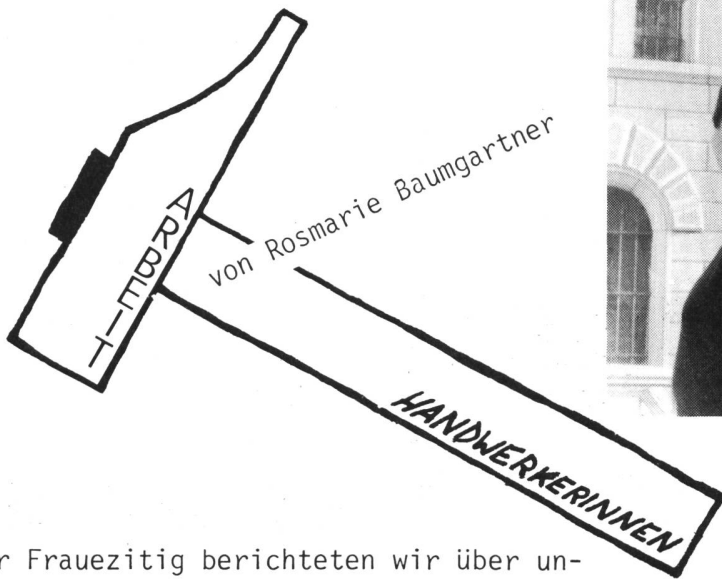 ARBEIT
von Rosmarie Baumgartner
HANDWERKERINNEN
r Frauezitig berichteten wir über un-